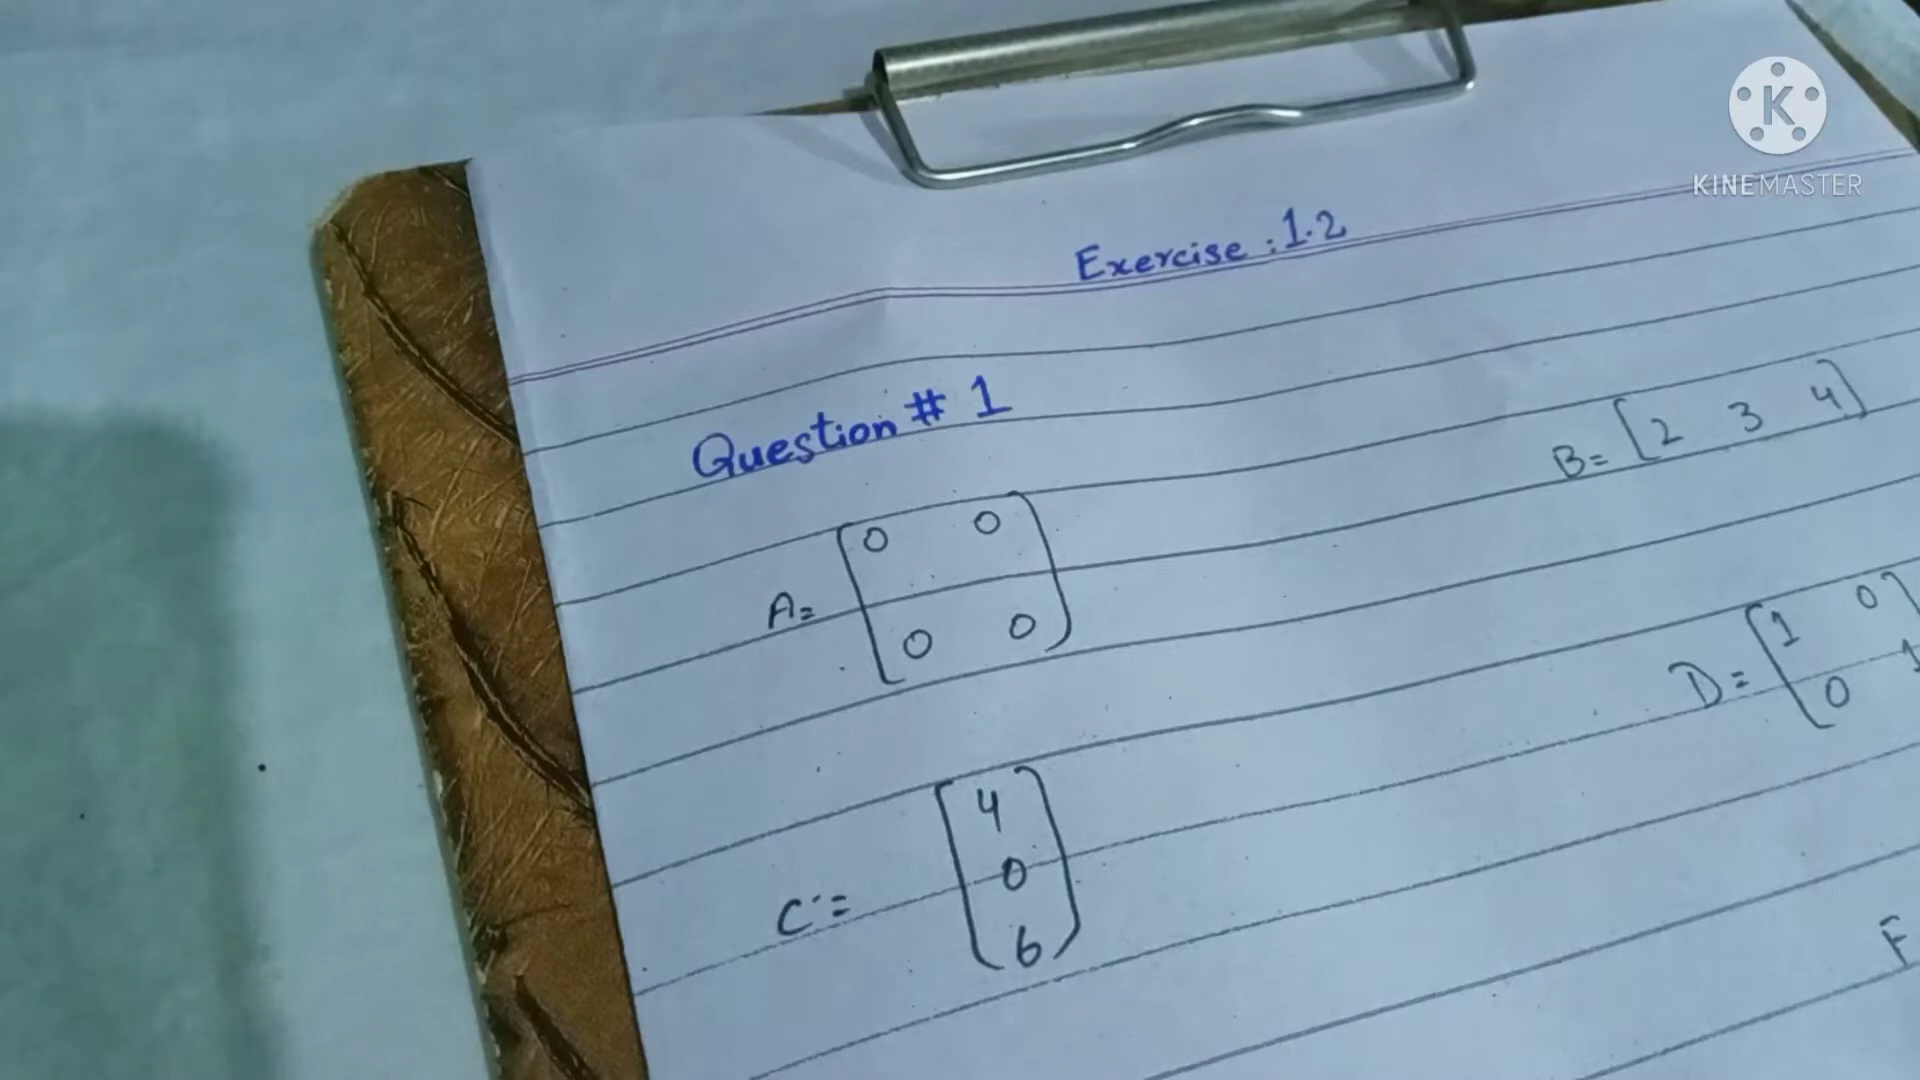 KINEMASTER
Exercise : 1.2
Question # 1
A= [0 0
0 0]
B= [2 3 4]
C= [4
0
6]
D= [1 0
0 1]
F